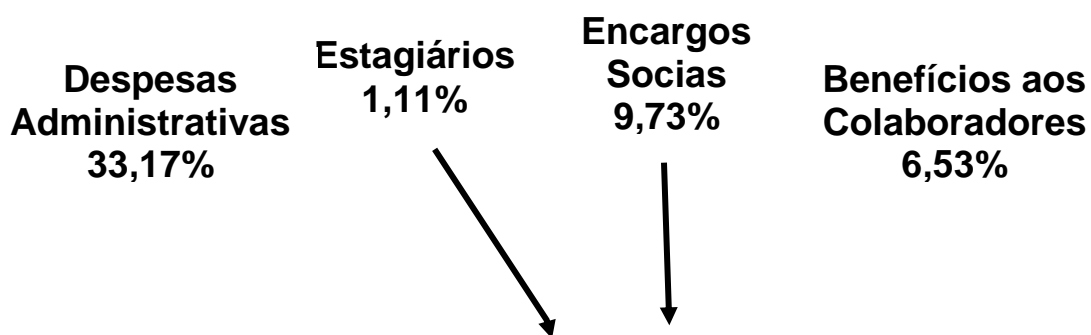 Despesas
Administrativas
33,17%
Estagiários
1,11%
Encargos
Socias
9,73%
Benefícios aos
Colaboradores
6,53%